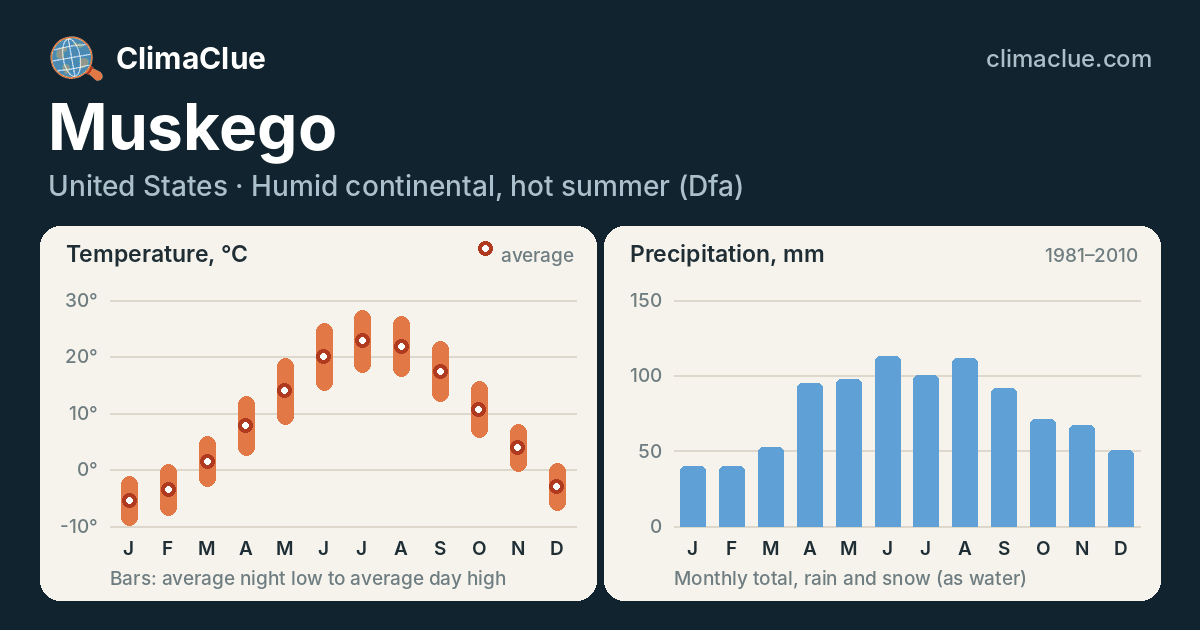 ClimaClue
climaclue.com
Muskego
United States · Humid continental, hot summer (Dfa)
Temperature, °C
average
30°
20°
10°
0°
-10°
J F M A M J J A S O N D
Bars: average night low to average day high
Precipitation, mm
1981–2010
150
100
50
0
J F M A M J J A S O N D
Monthly total, rain and snow (as water)